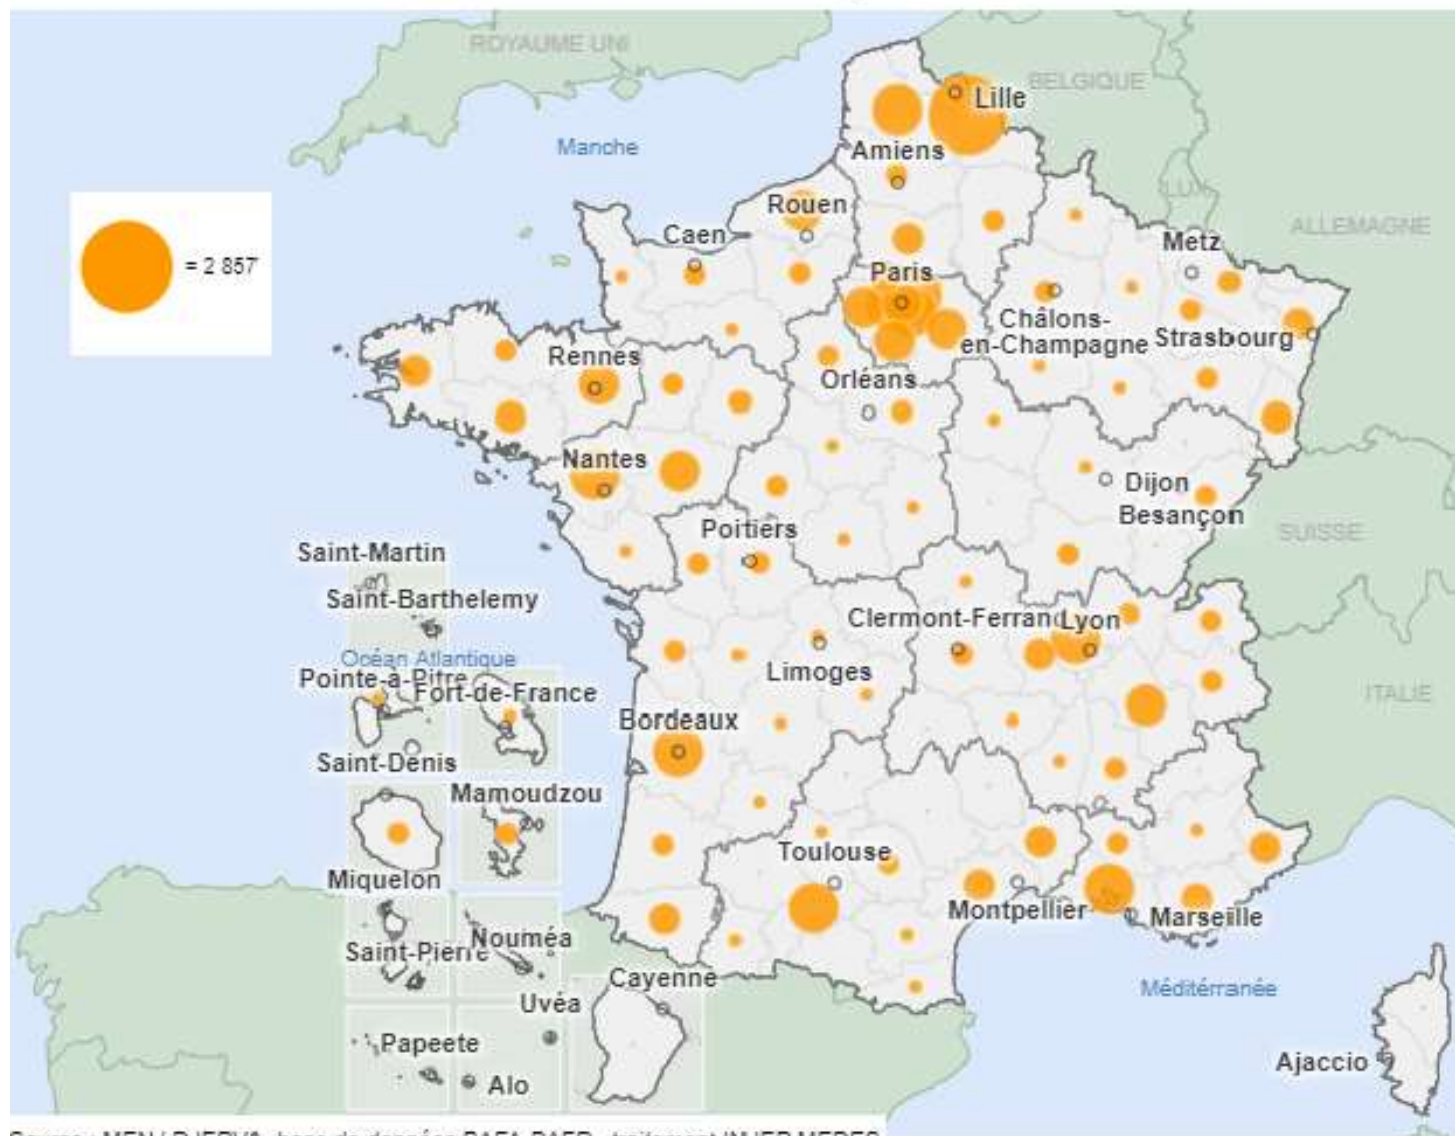 ROYAUME UNI
BELGIQUE
Lille
Manche
Amiens
LUX
Rouen
ALLEMAGNE
Caen
Metz
= 2 857
Paris
Châlons-
en-Champagne
Strasbourg
Rennes
Orléans
Nantes
Dijon
Besançon
Poitiers
SUISSE
Saint-Martin
Saint-Barthelemy
Clermont-Ferrand
Lyon
Océan Atlantique
Limoges
Pointe-à-Pitre
Fort-de-France
ITALIE
Bordeaux
Saint-Denis
Mamoudzou
Toulouse
Miquelon
Montpellier
Marseille
Nouméa
Saint-Pierre
Cayenne
Méditérranée
Uvéa
Papeete
Ajaccio
Alo